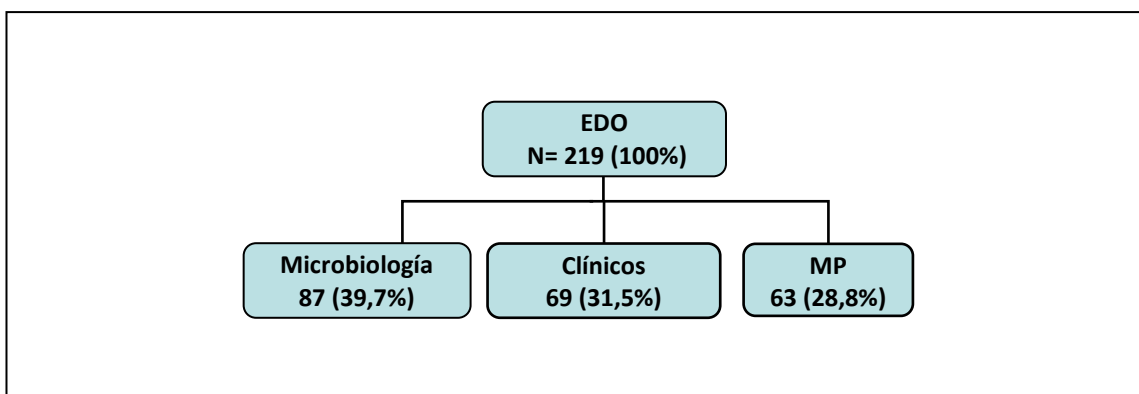 EDO
N= 219 (100%)
Microbiología
87 (39,7%)
Clínicos
69 (31,5%)
MP
63 (28,8%)